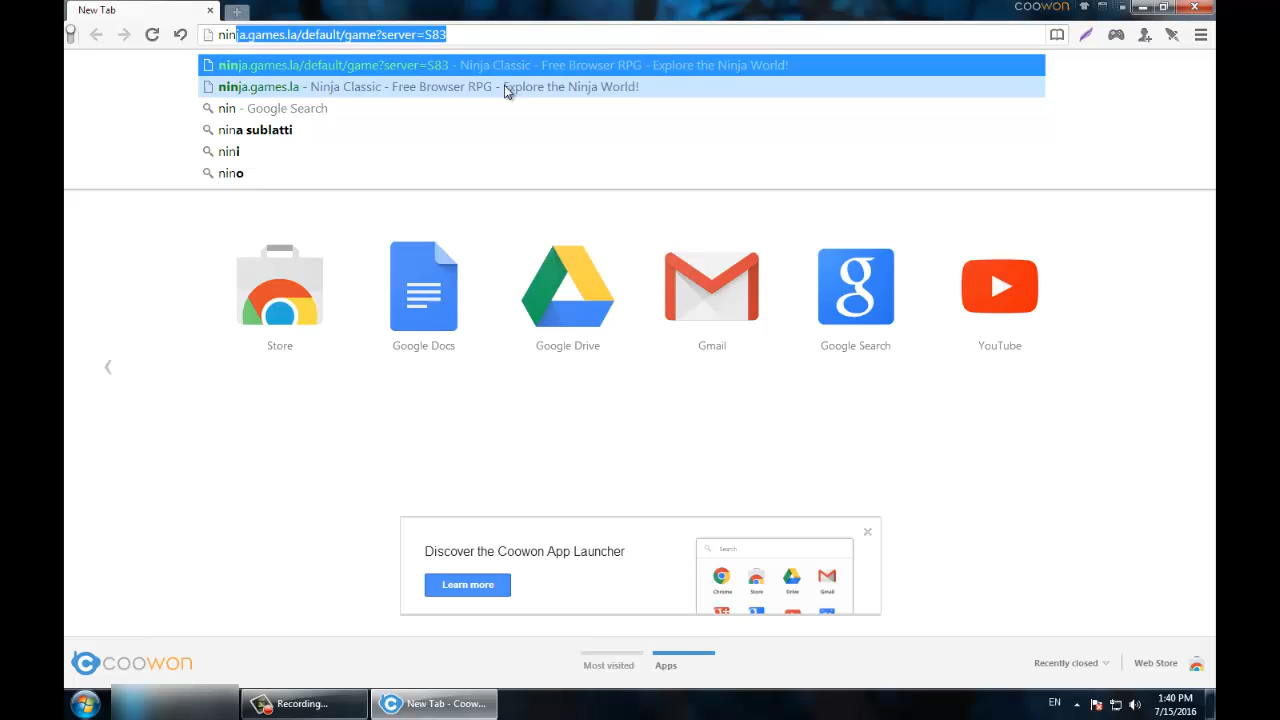 New Tab
coowon
ninja.games.la/default/game?server=S83
ninja.games.la/default/game?server=S83 - Ninja Classic - Free Browser RPG - Explore the Ninja World!
ninja.games.la - Ninja Classic - Free Browser RPG - Explore the Ninja World!
nin - Google Search
nina sublatti
nini
nino
Store
Google Docs
Google Drive
Gmail
Google Search
YouTube
Discover the Coowon App Launcher
Learn more
Search
Chrome Store Drive Gmail
coowon
Most visited
Apps
Recently closed
Web Store
Recording...
New Tab - Coow...
EN
1:40 PM
7/15/2016